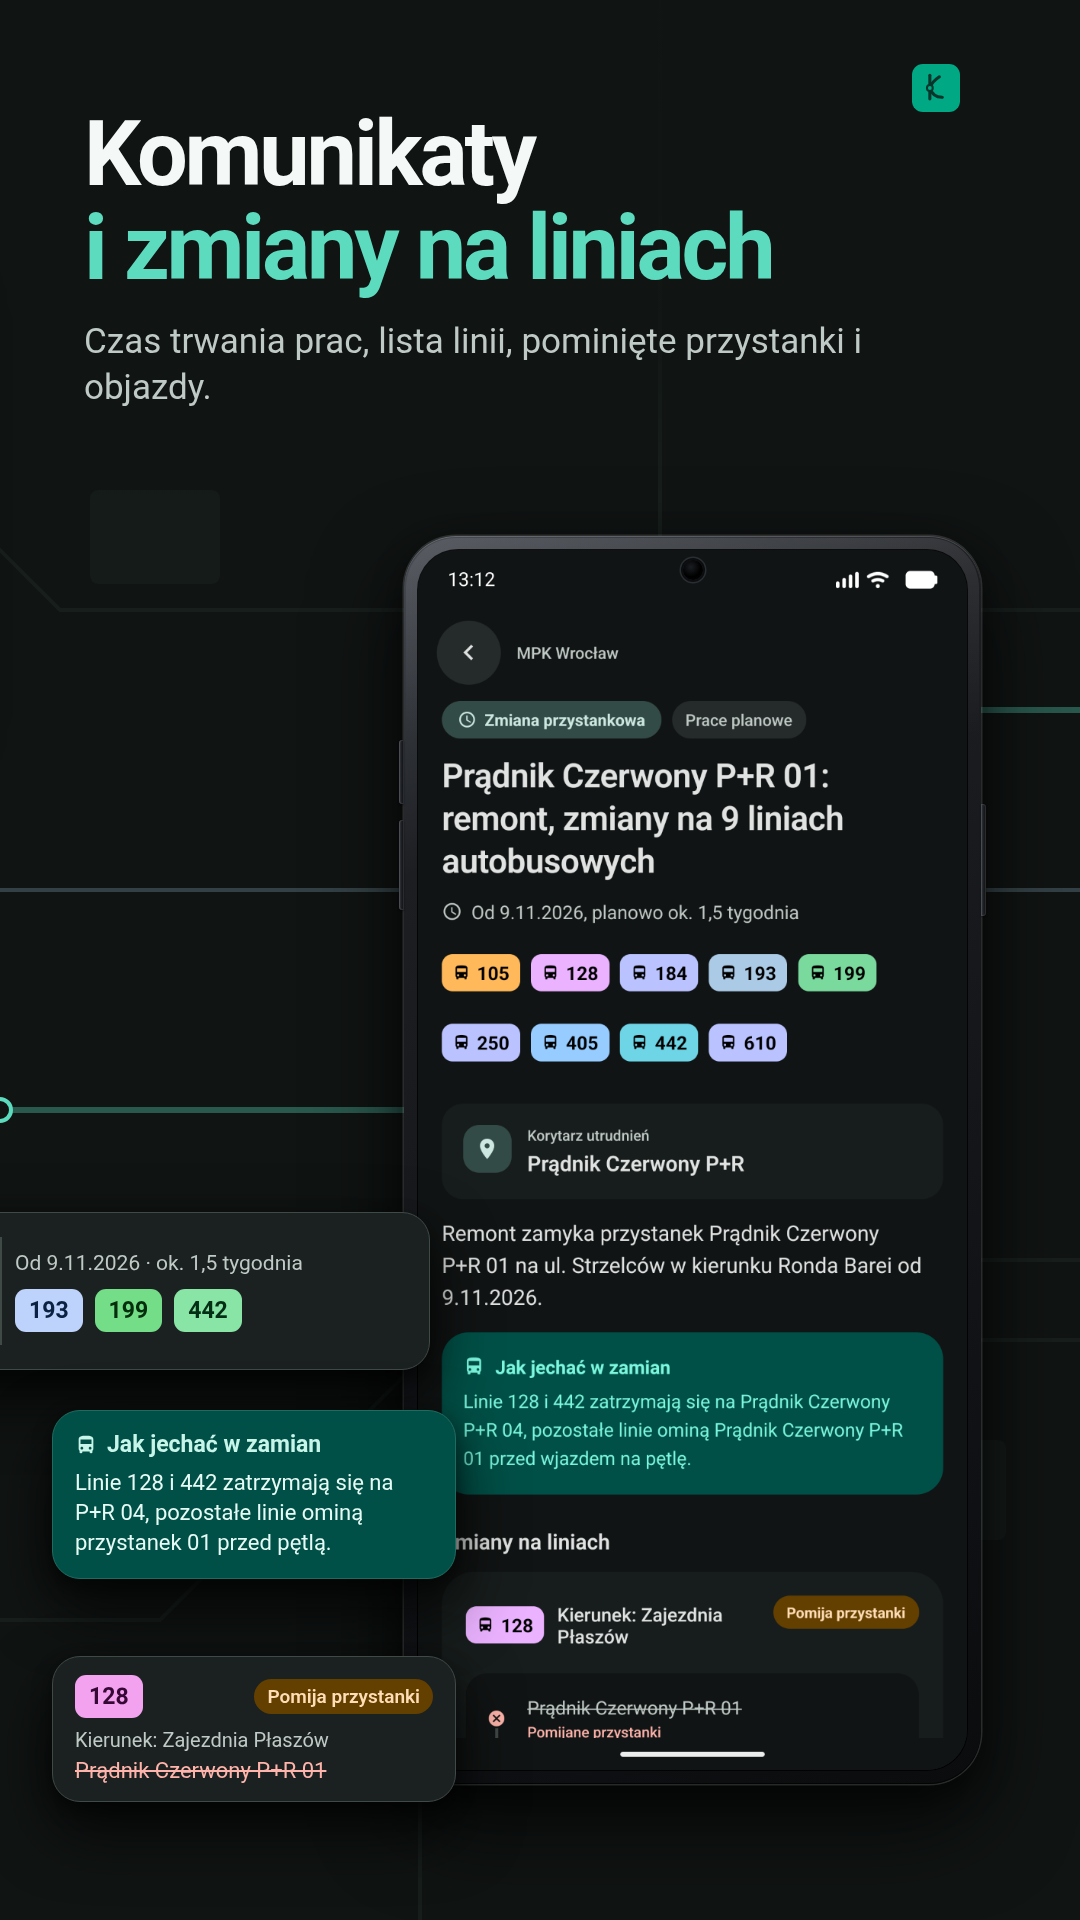 Komunikaty
i zmiany na liniach
Czas trwania prac, lista linii, pominięte przystanki i
objazdy.
13:12
MPK Wrocław
Zmiana przystankowa
Prace planowe
Prądnik Czerwony P+R 01:
remont, zmiany na 9 liniach
autobusowych
Od 9.11.2026, planowo ok. 1,5 tygodnia
105 128 184 193 199
250 405 442 610
Korytarz utrudnień
Prądnik Czerwony P+R
Remont zamyka przystanek Prądnik Czerwony
P+R 01 na ul. Strzelców w kierunku Ronda Barei od
9.11.2026.
Jak jechać w zamian
Linie 128 i 442 zatrzymają się na Prądnik Czerwony
P+R 04, pozostałe linie ominą Prądnik Czerwony P+R
01 przed wjazdem na pętlę.
miany na liniach
128
Kierunek: Zajezdnia
Płaszów
Pomija przystanki
Prądnik Czerwony P+R 01
Pomijane przystanki
Od 9.11.2026 · ok. 1,5 tygodnia
193 199 442
Jak jechać w zamian
Linie 128 i 442 zatrzymają się na
P+R 04, pozostałe linie ominą
przystanek 01 przed pętlą.
128
Pomija przystanki
Kierunek: Zajezdnia Płaszów
Prądnik Czerwony P+R 01